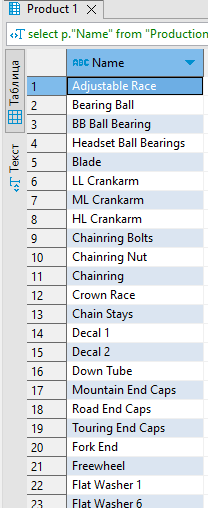 Product 1
select p."Name" from "Production
Таблица
Текст
ABC Name
1 Adjustable Race
2 Bearing Ball
3 BB Ball Bearing
4 Headset Ball Bearings
5 Blade
6 LL Crankarm
7 ML Crankarm
8 HL Crankarm
9 Chainring Bolts
10 Chainring Nut
11 Chainring
12 Crown Race
13 Chain Stays
14 Decal 1
15 Decal 2
16 Down Tube
17 Mountain End Caps
18 Road End Caps
19 Touring End Caps
20 Fork End
21 Freewheel
22 Flat Washer 1
23 Flat Washer 6